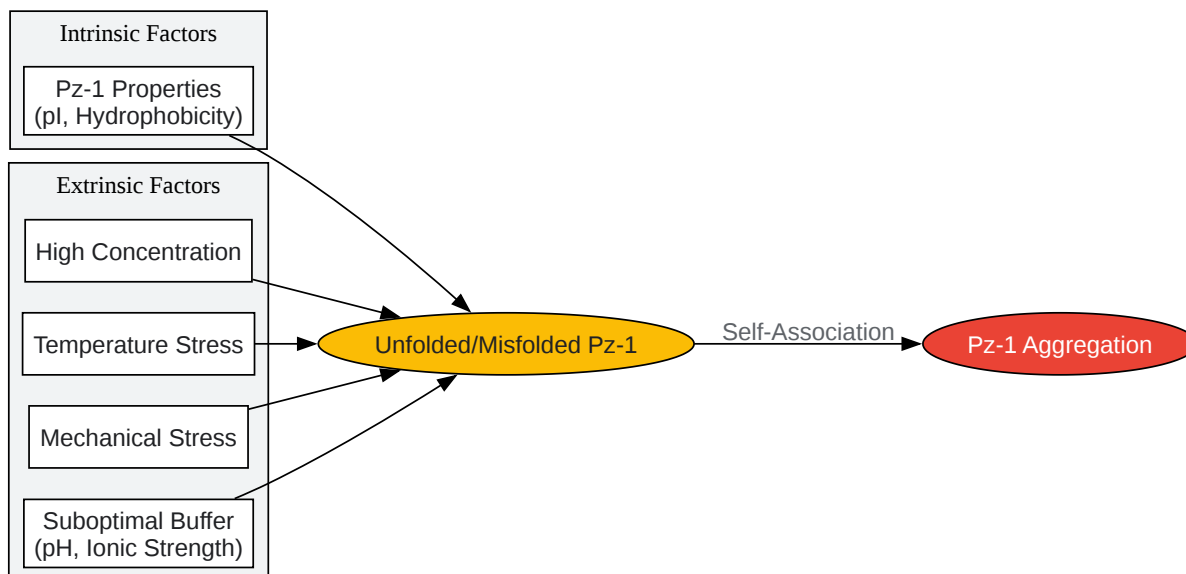 Intrinsic Factors
Pz-1 Properties
(pI, Hydrophobicity)
Extrinsic Factors
High Concentration
Temperature Stress
Mechanical Stress
Suboptimal Buffer
(pH, Ionic Strength)
Unfolded/Misfolded Pz-1
Self-Association
Pz-1 Aggregation